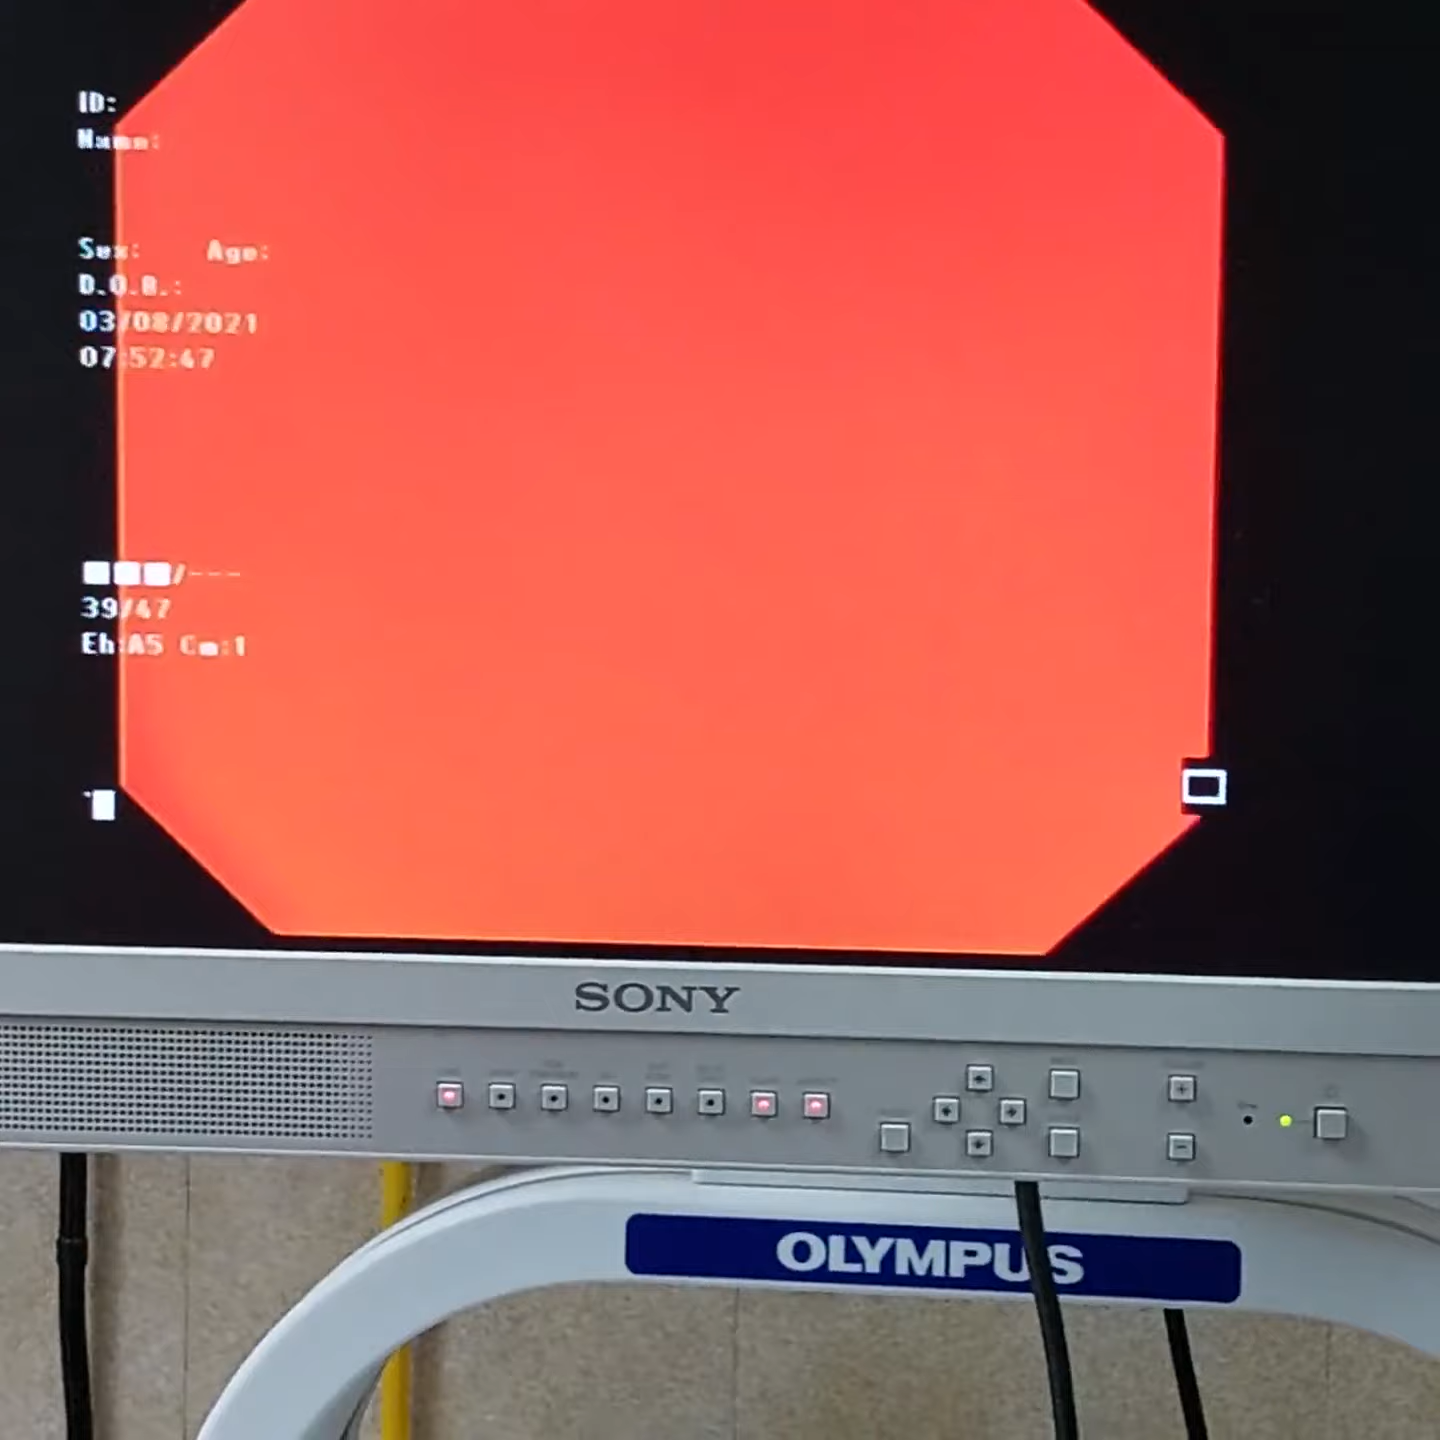 ID:
Name:
Sex: Age:
D.O.B.:
03/08/2021
07:52:47
■■■/---
39/47
Eh:A5 Cm:1
SONY
OLYMPUS